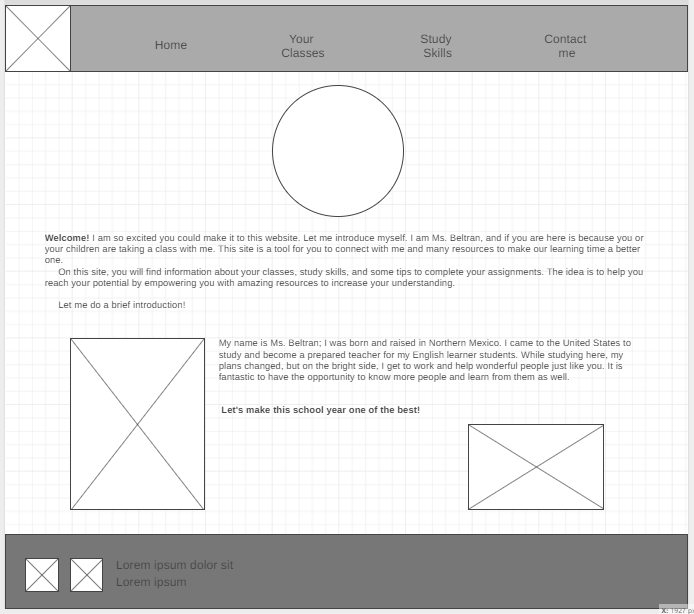 Home
Your
Classes
Study
Skills
Contact
me
Welcome! I am so excited you could make it to this website. Let me introduce myself. I am Ms. Beltran, and if you are here is because you or
your children are taking a class with me. This site is a tool for you to connect with me and many resources to make our learning time a better
one.
On this site, you will find information about your classes, study skills, and some tips to complete your assignments. The idea is to help you
reach your potential by empowering you with amazing resources to increase your understanding.
Let me do a brief introduction!
My name is Ms. Beltran; I was born and raised in Northern Mexico. I came to the United States to
study and become a prepared teacher for my English learner students. While studying here, my
plans changed, but on the bright side, I get to work and help wonderful people just like you. It is
fantastic to have the opportunity to know more people and learn from them as well.
Let's make this school year one of the best!
Lorem ipsum dolor sit
Lorem ipsum
X: 1927 px